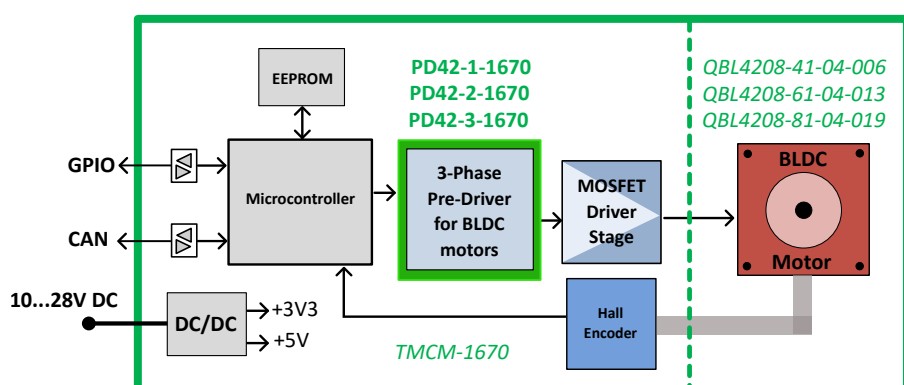 PD42-1-1670
PD42-2-1670
PD42-3-1670
QBL4208-41-04-006
QBL4208-61-04-013
QBL4208-81-04-019
EEPROM
GPIO
CAN
Microcontroller
3-Phase
Pre-Driver
for BLDC
motors
MOSFET
Driver
Stage
BLDC
Motor
10...28V DC
DC/DC
+3V3
+5V
Hall
Encoder
TMCM-1670